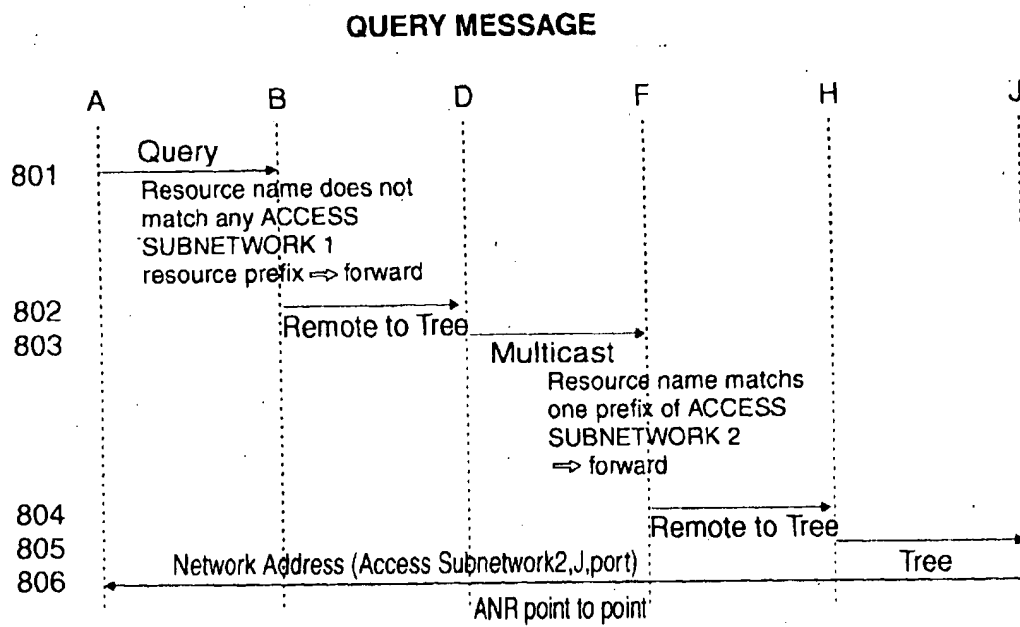 QUERY MESSAGE
A B D F H J
801 Query
Resource name does not
match any ACCESS
SUBNETWORK 1
resource prefix ⇒ forward
802 Remote to Tree
803 Multicast
Resource name matchs
one prefix of ACCESS
SUBNETWORK 2
⇒ forward
804 Remote to Tree
805 Network Address (Access Subnetwork2,J,port) Tree
806 ANR point to point